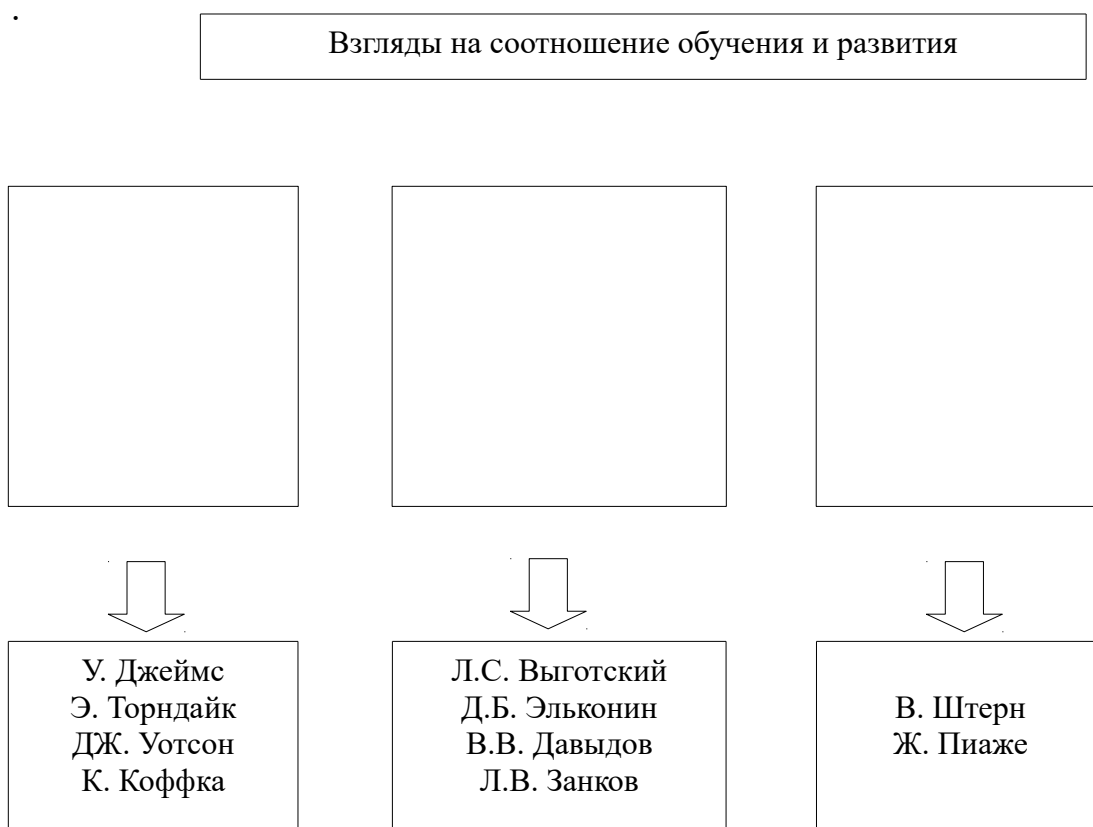 .
Взгляды на соотношение обучения и развития
У. Джеймс
Э. Торндайк
ДЖ. Уотсон
К. Коффка
Л.С. Выготский
Д.Б. Эльконин
В.В. Давыдов
Л.В. Занков
В. Штерн
Ж. Пиаже